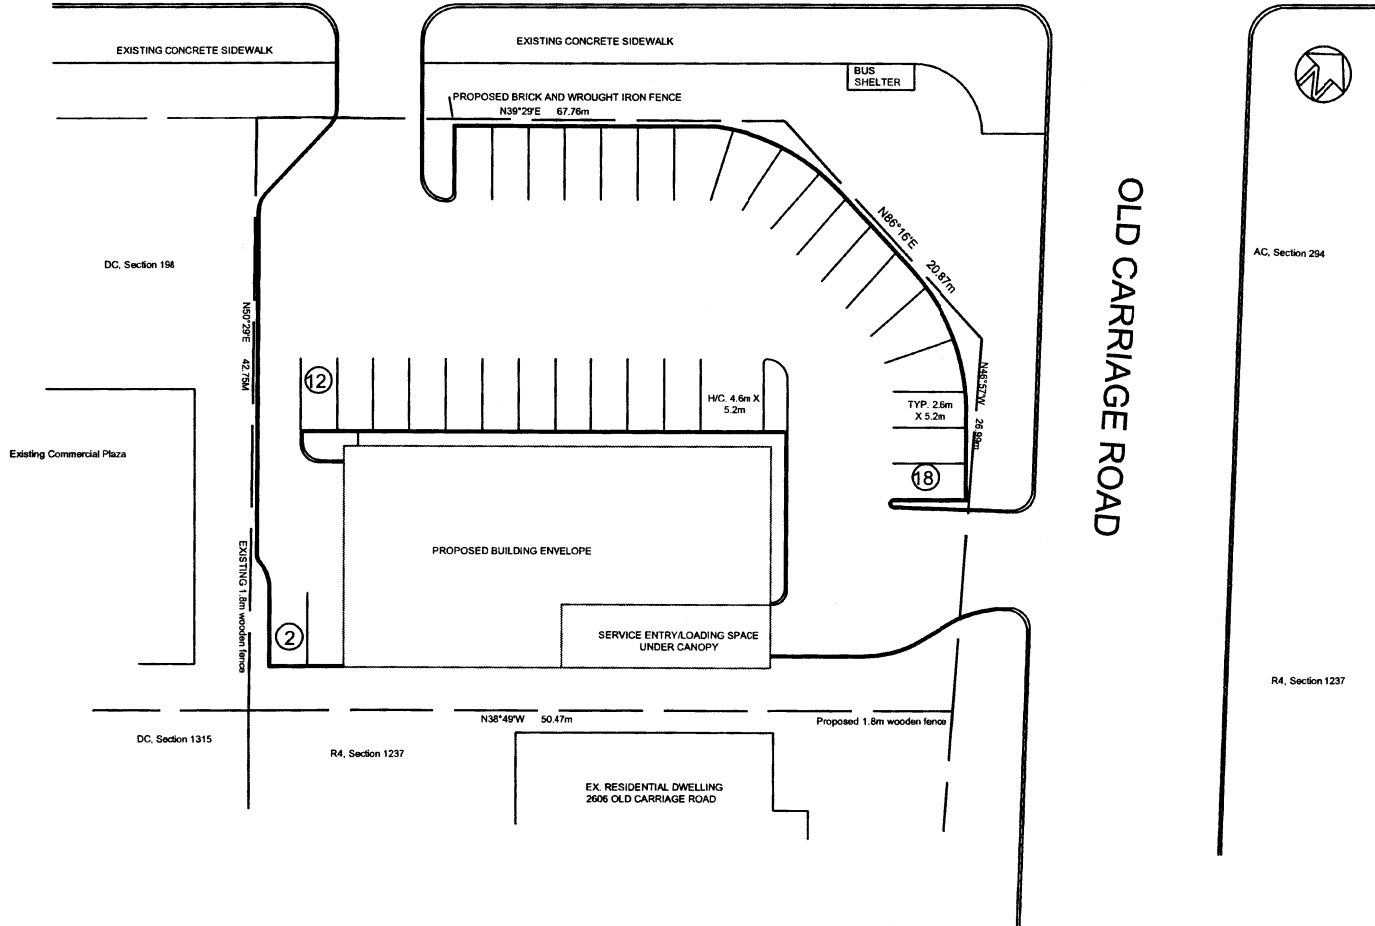 EXISTING CONCRETE SIDEWALK
EXISTING CONCRETE SIDEWALK
BUS
SHELTER
PROPOSED BRICK AND WROUGHT IRON FENCE
N39°29'E 67.76m
N86°16'E 20.87m
OLD CARRIAGE ROAD
AC, Section 294
DC, Section 198
N50°29'E 42.75M
12
H/C. 4.6m X
5.2m
TYP. 2.6m
X 5.2m
N46°57'W 26.99m
18
Existing Commercial Plaza
PROPOSED BUILDING ENVELOPE
EXISTING 1.8m wooden fence
2
SERVICE ENTRY/LOADING SPACE
UNDER CANOPY
R4, Section 1237
N38°49'W 50.47m
Proposed 1.8m wooden fence
DC, Section 1315
R4, Section 1237
EX. RESIDENTIAL DWELLING
2606 OLD CARRIAGE ROAD